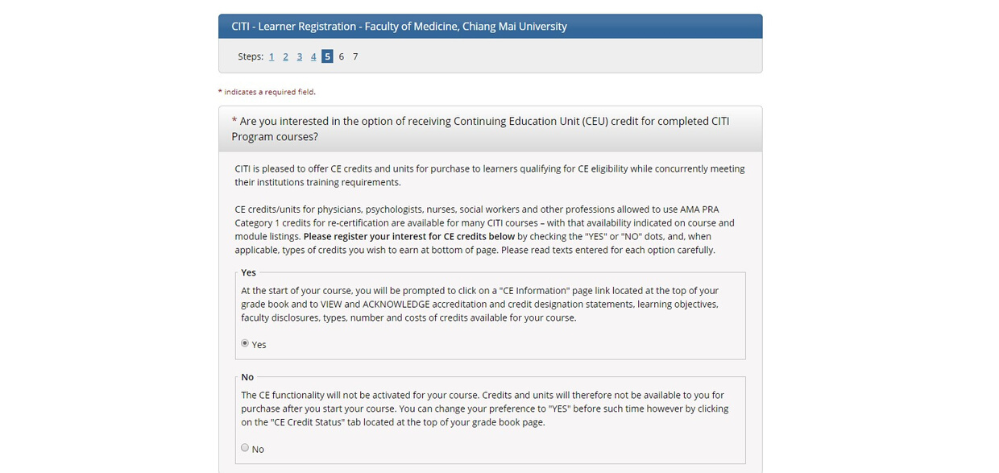 CITI - Learner Registration - Faculty of Medicine, Chiang Mai University
Steps: 1 2 3 4 5 6 7
* indicates a required field.
* Are you interested in the option of receiving Continuing Education Unit (CEU) credit for completed CITI
Program courses?
CITI is pleased to offer CE credits and units for purchase to learners qualifying for CE eligibility while concurrently meeting
their institutions training requirements.
CE credits/units for physicians, psychologists, nurses, social workers and other professions allowed to use AMA PRA
Category 1 credits for re-certification are available for many CITI courses – with that availability indicated on course and
module listings. Please register your interest for CE credits below by checking the "YES" or "NO" dots, and, when
applicable, types of credits you wish to earn at bottom of page. Please read texts entered for each option carefully.
Yes
At the start of your course, you will be prompted to click on a "CE Information" page link located at the top of your
grade book and to VIEW and ACKNOWLEDGE accreditation and credit designation statements, learning objectives,
faculty disclosures, types, number and costs of credits available for your course.
Yes
No
The CE functionality will not be activated for your course. Credits and units will therefore not be available to you for
purchase after you start your course. You can change your preference to "YES" before such time however by clicking
on the "CE Credit Status" tab located at the top of your grade book page.
No